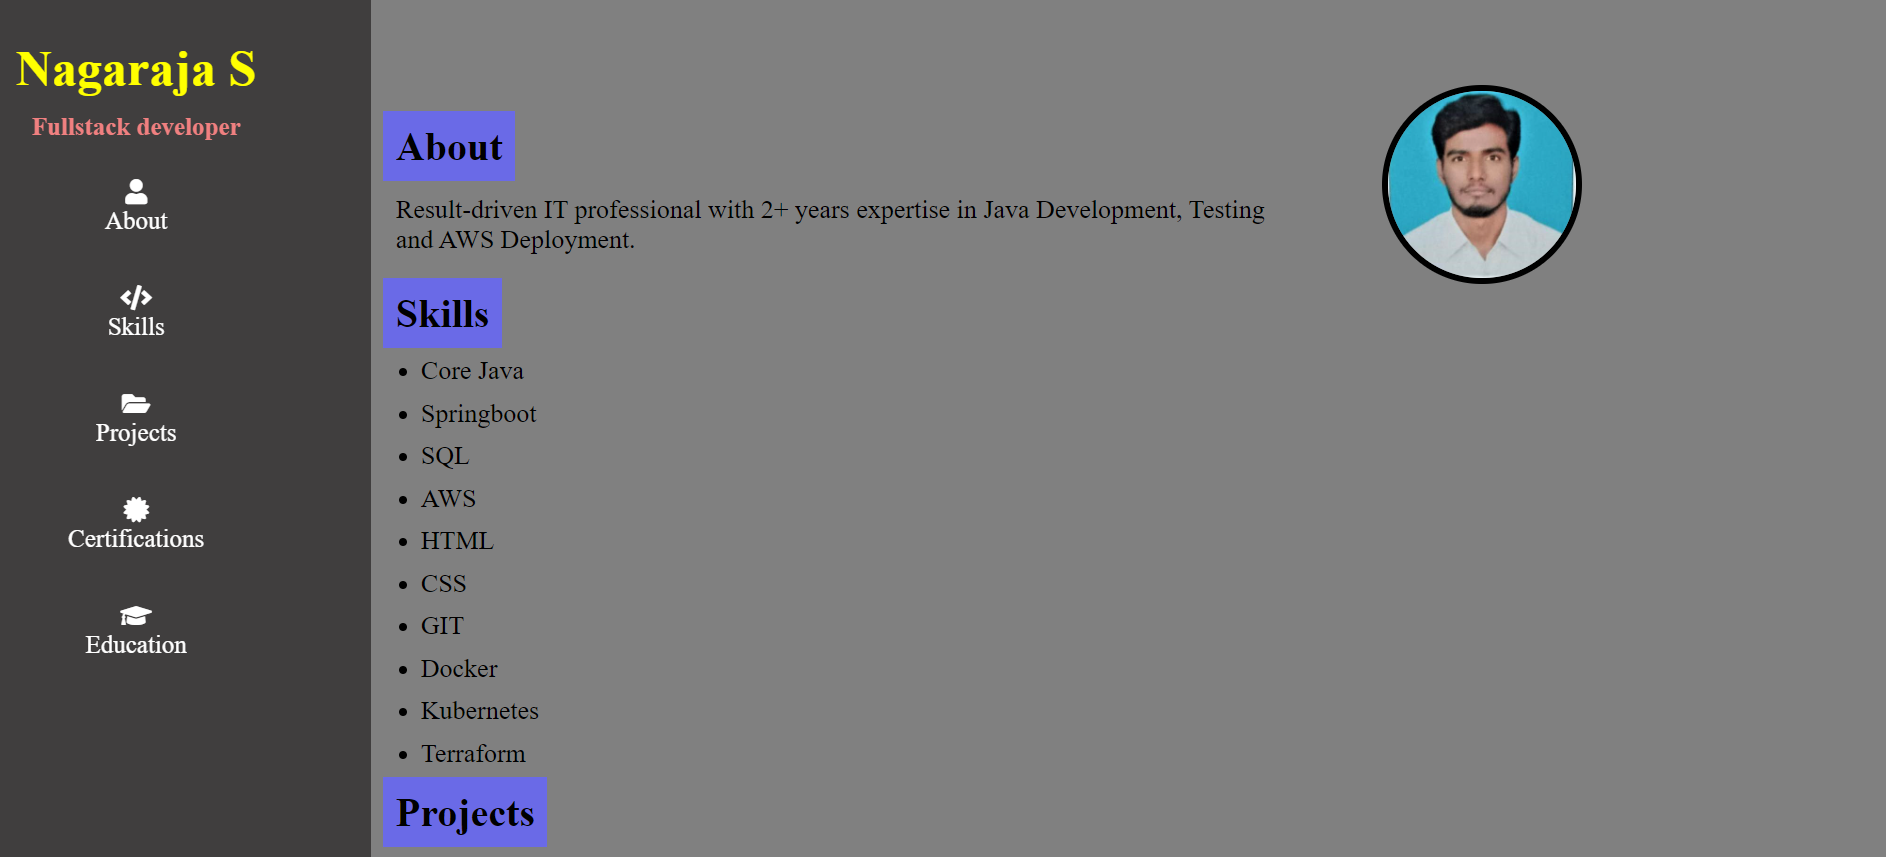 Nagaraja S
Fullstack developer
About
Skills
Projects
Certifications
Education
About
Result-driven IT professional with 2+ years expertise in Java Development, Testing
and AWS Deployment.
Skills
Core Java
Springboot
SQL
AWS
HTML
CSS
GIT
Docker
Kubernetes
Terraform
Projects